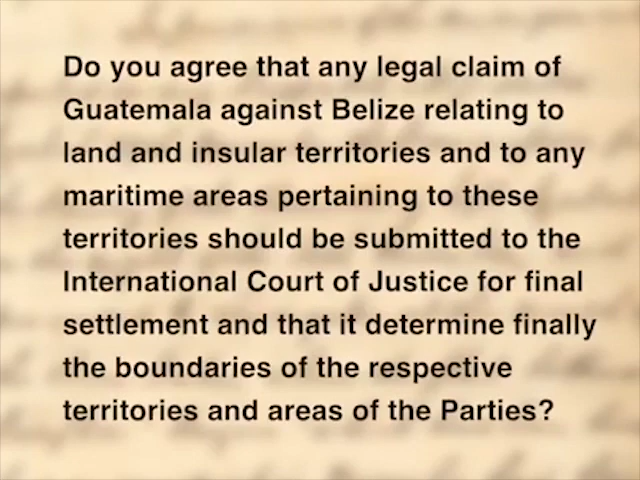 Do you agree that any legal claim of
Guatemala against Belize relating to
land and insular territories and to any
maritime areas pertaining to these
territories should be submitted to the
International Court of Justice for final
settlement and that it determine finally
the boundaries of the respective
territories and areas of the Parties?